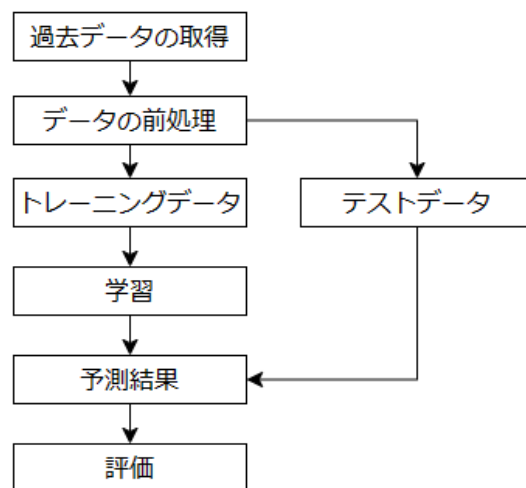 過去データの取得
データの前処理
トレーニングデータ
テストデータ
学習
予測結果
評価